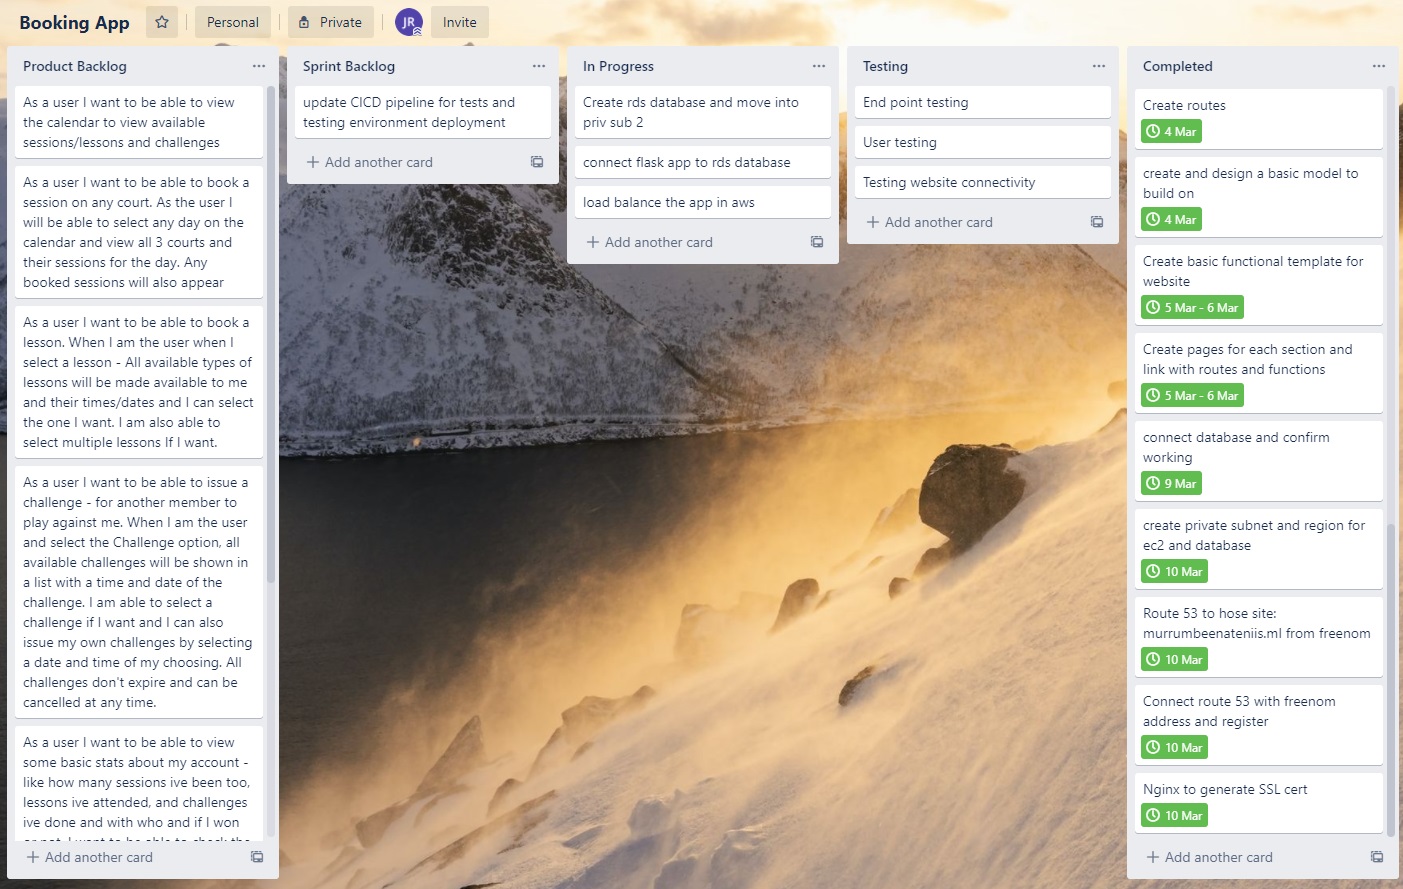 Booking App
Personal
Private
JR
Invite
Product Backlog
As a user I want to be able to view
the calendar to view available
sessions/lessons and challenges
As a user I want to be able to book a
session on any court. As the user I
will be able to select any day on the
calendar and view all 3 courts and
their sessions for the day. Any
booked sessions will also appear
As a user I want to be able to book a
lesson. When I am the user when I
select a lesson - All available types of
lessons will be made available to me
and their times/dates and I can select
the one I want. I am also able to
select multiple lessons If I want.
As a user I want to be able to issue a
challenge - for another member to
play against me. When I am the user
and select the Challenge option, all
available challenges will be shown in
a list with a time and date of the
challenge. I am able to select a
challenge if I want and I can also
issue my own challenges by selecting
a date and time of my choosing. All
challenges don't expire and can be
cancelled at any time.
As a user I want to be able to view
some basic stats about my account -
like how many sessions ive been too,
lessons ive attended, and challenges
ive done and with who and if I won
or not. I want to be able to check the
Add another card
Sprint Backlog
update CICD pipeline for tests and
testing environment deployment
Add another card
In Progress
Create rds database and move into
priv sub 2
connect flask app to rds database
load balance the app in aws
Add another card
Testing
End point testing
User testing
Testing website connectivity
Add another card
Completed
Create routes
4 Mar
create and design a basic model to
build on
4 Mar
Create basic functional template for
website
5 Mar - 6 Mar
Create pages for each section and
link with routes and functions
5 Mar - 6 Mar
connect database and confirm
working
9 Mar
create private subnet and region for
ec2 and database
10 Mar
Route 53 to hose site:
murrumbeenateniis.ml from freenom
10 Mar
Connect route 53 with freenom
address and register
10 Mar
Nginx to generate SSL cert
10 Mar
Add another card